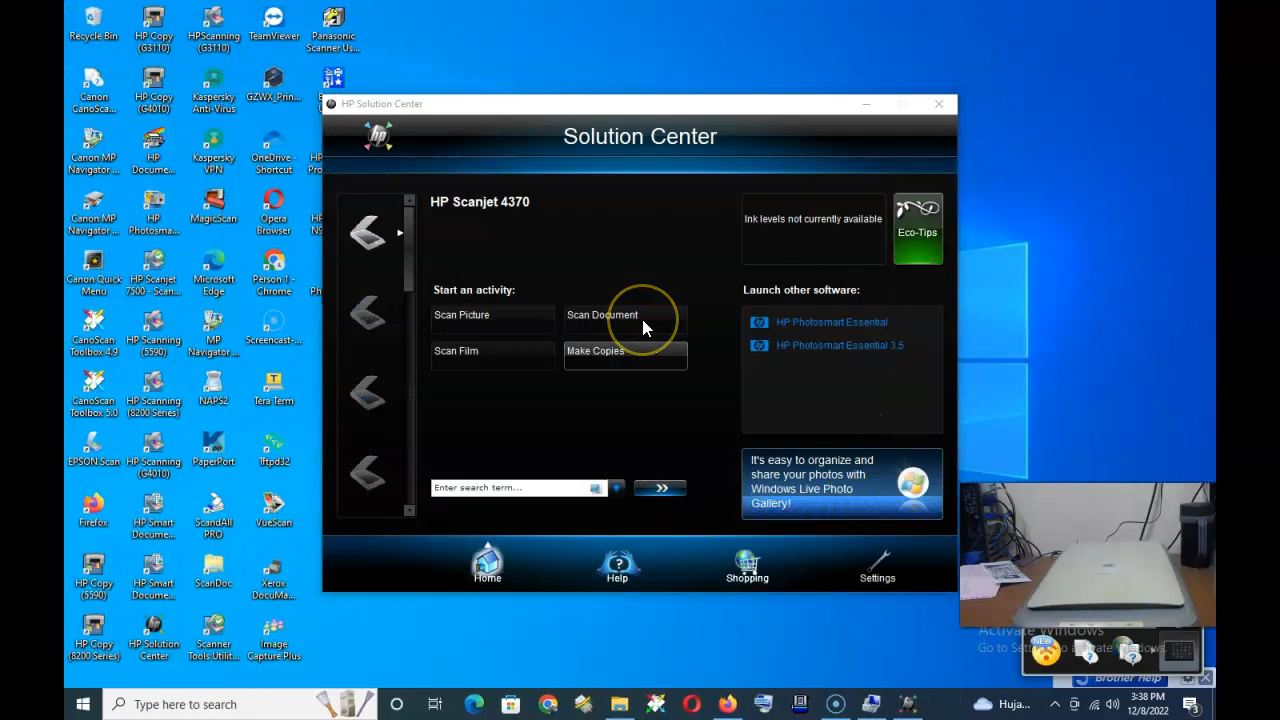 Recycle Bin
HP Copy
(G3110)
HPScanning
(G3110)
TeamViewer
Panasonic
Scanner Us...
Canon
CanoScan...
HP Copy
(G4010)
Kaspersky
Anti-Virus
GZWX_Prin...
Canon MP
Navigator ...
HP
Docume...
Kaspersky
VPN
OneDrive -
Shortcut
Canon MP
Navigator ...
HP
Photosma...
MagicScan
Opera
Browser
Canon Quick
Menu
HP Scanjet
7500 - Scan...
Microsoft
Edge
Person 1 -
Chrome
CanoScan
Toolbox 4.9
HP Scanning
(5590)
MP
Navigator ...
Screencast-...
CanoScan
Toolbox 5.0
HP Scanning
(8200 Series)
NAPS2
Tera Term
EPSON Scan
HP Scanning
(G4010)
PaperPort
Tftpd32
Firefox
HP Smart
Docume...
ScandAll
PRO
VueScan
HP Copy
(5590)
HP Smart
Docume...
ScanDoc
Xerox
DocuMa...
HP Copy
(8200 Series)
HP Solution
Center
Scanner
Tools Utilit...
Image
Capture Plus
HP Solution Center
hp
Solution Center
HP Scanjet 4370
Ink levels not currently available
Eco-Tips
Start an activity:
Scan Picture
Scan Document
Scan Film
Make Copies
Launch other software:
HP Photosmart Essential
HP Photosmart Essential 3.5
Enter search term...
>>
It's easy to organize and
share your photos with
Windows Live Photo
Gallery!
Home
Help
Shopping
Settings
Activate Windows
NEW
Brother Help
Type here to search
Huja...
3:38 PM
12/8/2022
3